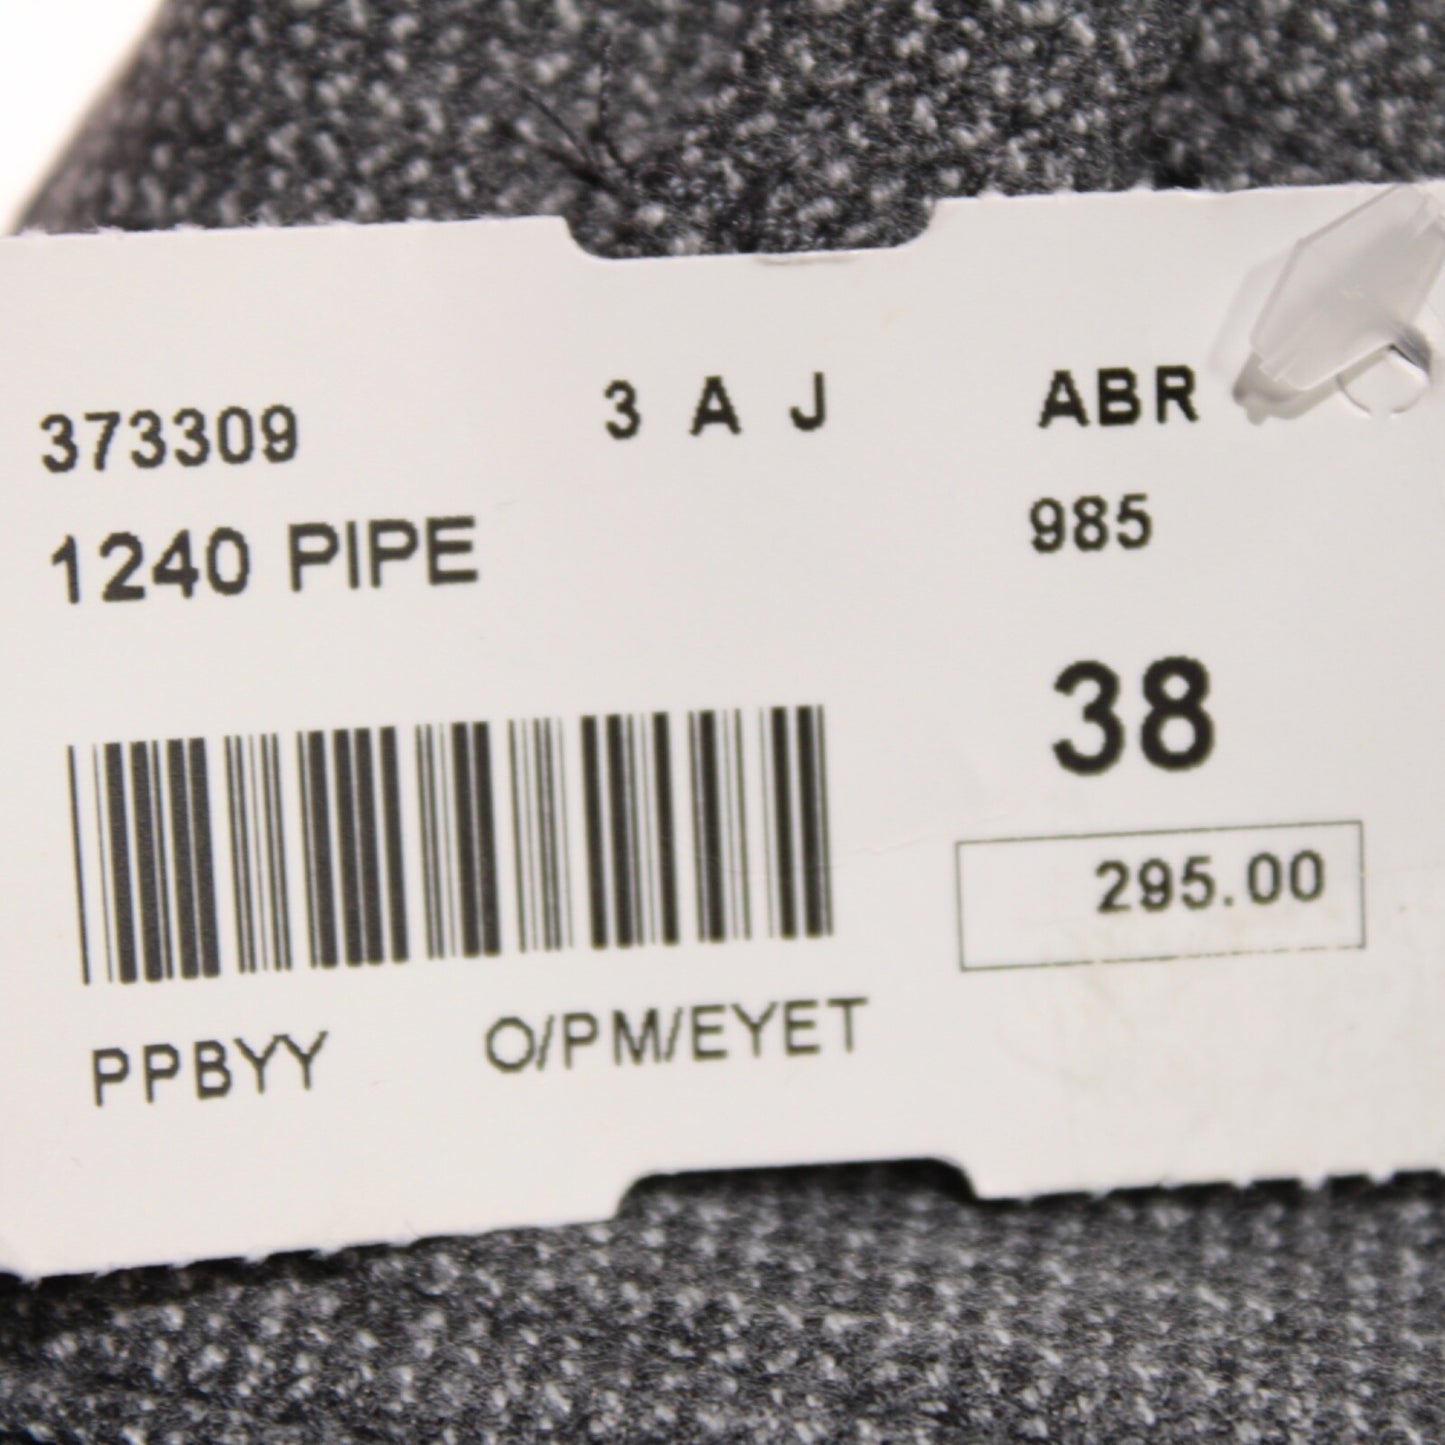 373309 3 A J ABR
1240 PIPE 985
38
295.00
PPBYY O/PM/EYET